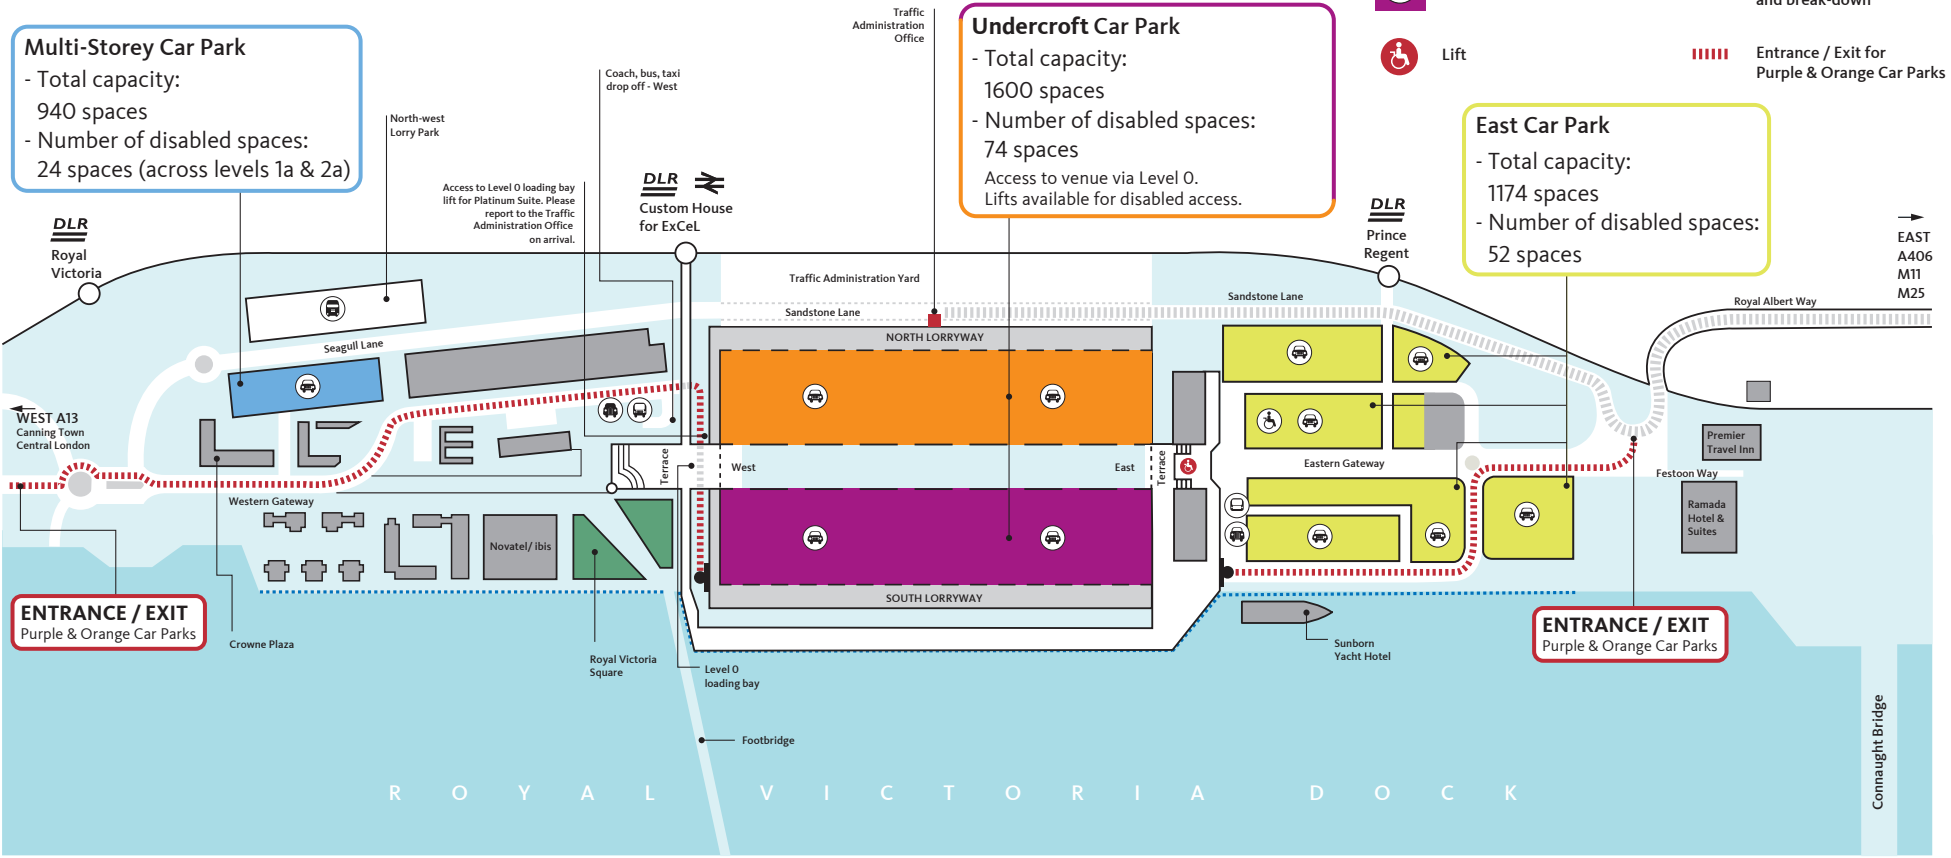 Multi-Storey Car Park
- Total capacity:
940 spaces
- Number of disabled spaces:
24 spaces (across levels 1a & 2a)
Traffic
Administration
Office
Undercroft Car Park
- Total capacity:
1600 spaces
- Number of disabled spaces:
74 spaces
Access to venue via Level 0.
Lifts available for disabled access.
and break-down
Lift
Entrance / Exit for
Purple & Orange Car Parks
East Car Park
- Total capacity:
1174 spaces
- Number of disabled spaces:
52 spaces
Coach, bus, taxi
drop off - West
North-west
Lorry Park
Access to Level 0 loading bay
lift for Platinum Suite. Please
report to the Traffic
Administration Office
on arrival.
DLR
Custom House
for ExCeL
DLR
Royal
Victoria
DLR
Prince
Regent
EAST
A406
M11
M25
Traffic Administration Yard
Sandstone Lane
Sandstone Lane
Royal Albert Way
NORTH LORRYWAY
Seagull Lane
WEST A13
Canning Town
Central London
Terrace
West
East
Terrace
Eastern Gateway
Premier
Travel Inn
Festoon Way
Ramada
Hotel &
Suites
Western Gateway
Novatel/ ibis
SOUTH LORRYWAY
ENTRANCE / EXIT
Purple & Orange Car Parks
Crowne Plaza
Royal Victoria
Square
Level 0
loading bay
Sunborn
Yacht Hotel
ENTRANCE / EXIT
Purple & Orange Car Parks
Footbridge
Connaught Bridge
ROYAL VICTORIA DOCK